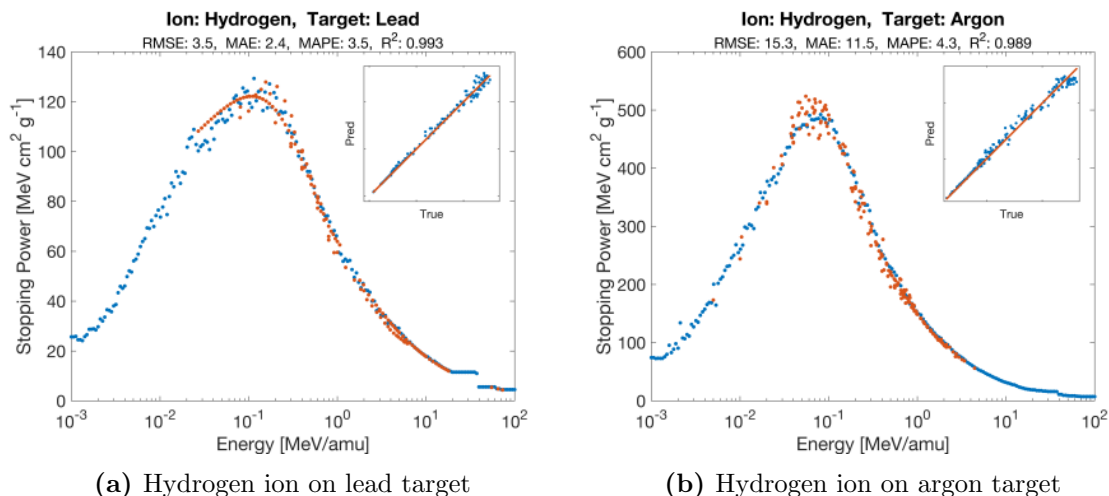 Ion: Hydrogen, Target: Lead
RMSE: 3.5, MAE: 2.4, MAPE: 3.5, R²: 0.993
140
120
100
80
60
40
20
0
Stopping Power [MeV cm² g⁻¹]
Pred
True
10⁻³ 10⁻² 10⁻¹ 10⁰ 10¹ 10²
Energy [MeV/amu]
(a) Hydrogen ion on lead target
Ion: Hydrogen, Target: Argon
RMSE: 15.3, MAE: 11.5, MAPE: 4.3, R²: 0.989
600
500
400
300
200
100
0
Stopping Power [MeV cm² g⁻¹]
Pred
True
10⁻³ 10⁻² 10⁻¹ 10⁰ 10¹ 10²
Energy [MeV/amu]
(b) Hydrogen ion on argon target